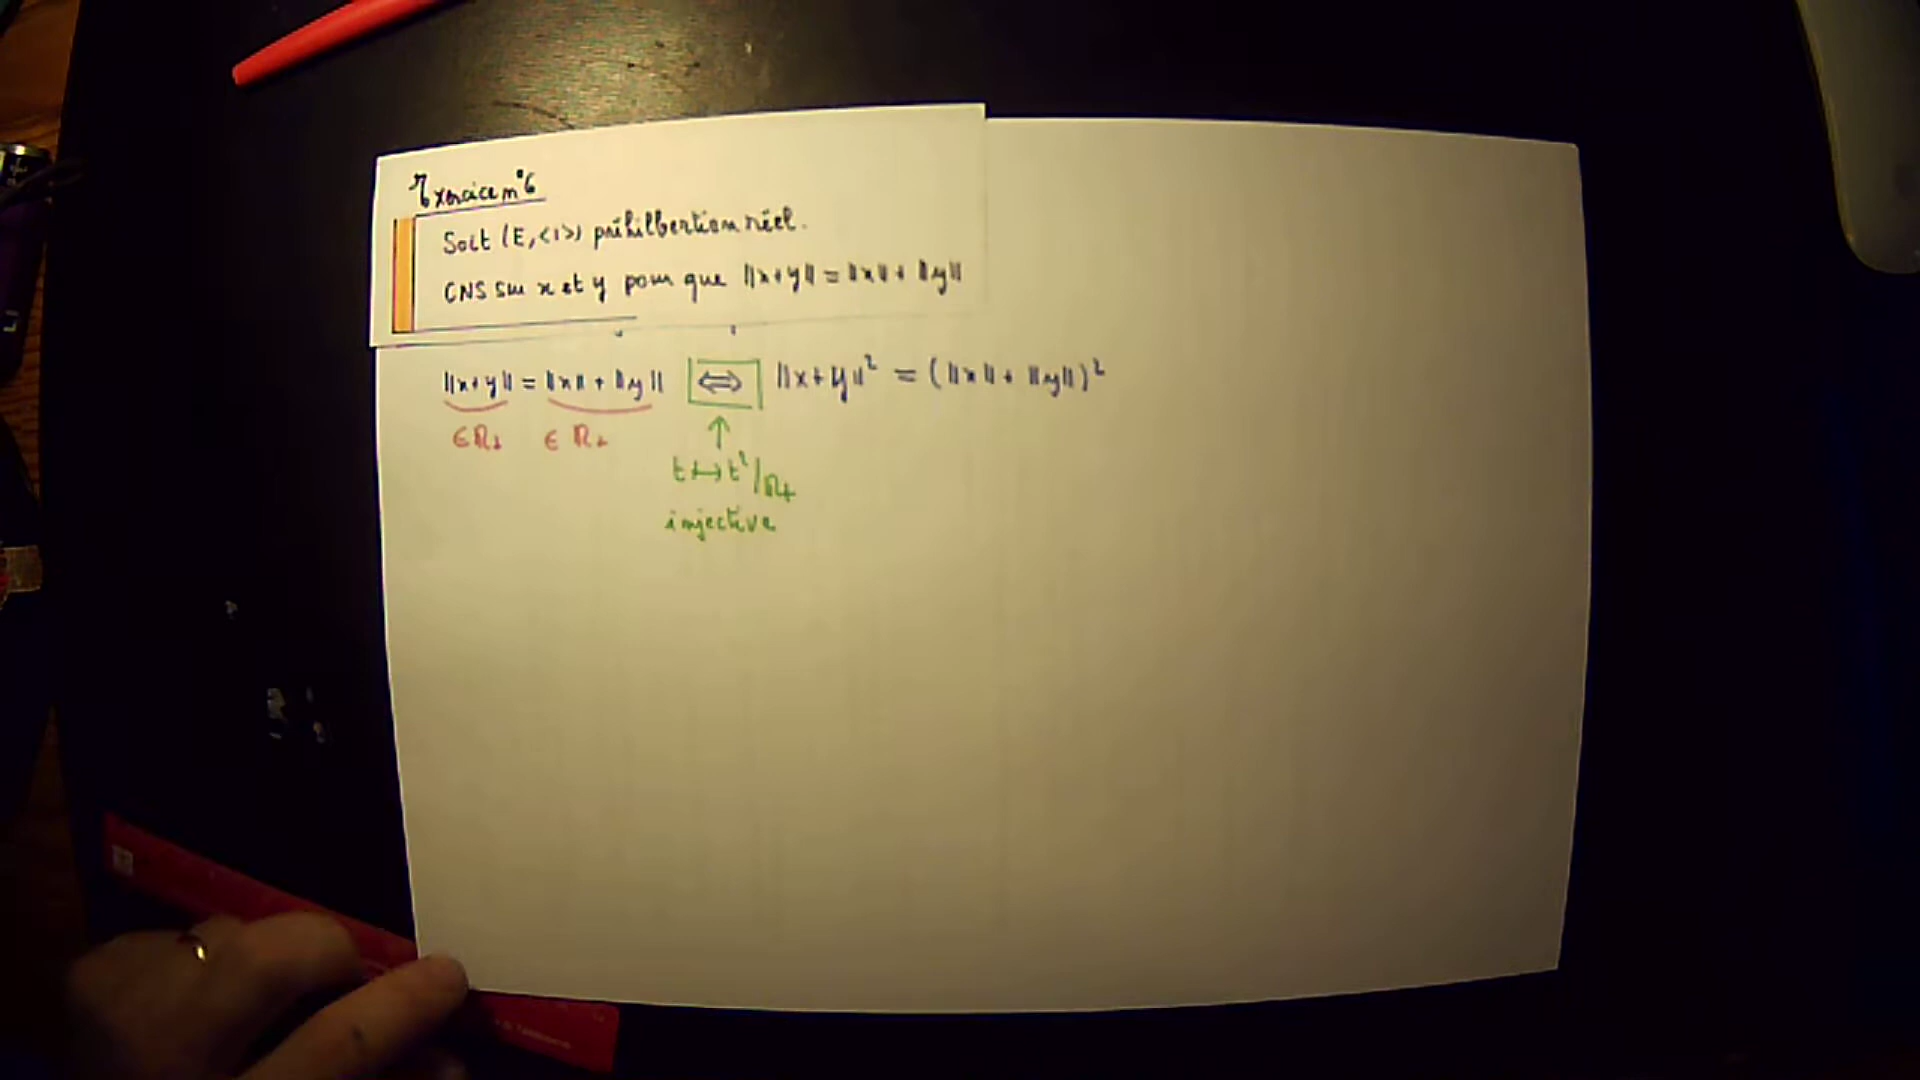 Exercice n°6
Soit (E,<|>) préhilbertien réel.
CNS sur x et y pour que ||x+y|| = ||x|| + ||y||
||x+y|| = ||x|| + ||y|| ⇔ ||x+y||² = (||x|| + ||y||)²
∈ℝ+ ∈ ℝ+ ↑
t↦t²/ℝ+
injective